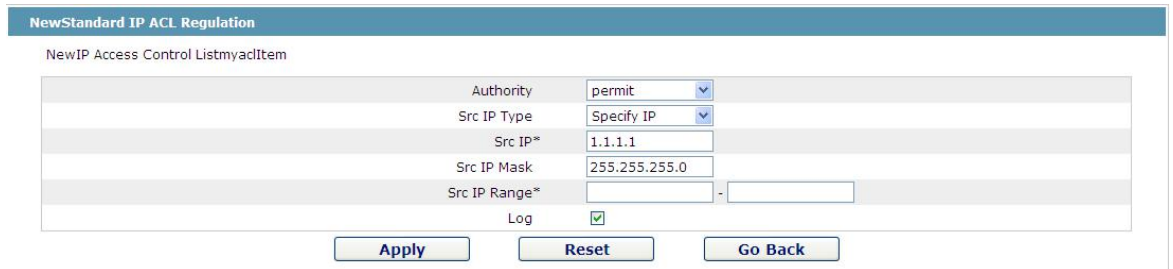 NewStandard IP ACL Regulation
NewIP Access Control ListmyaclItem
Authority permit
Src IP Type Specify IP
Src IP* 1.1.1.1
Src IP Mask 255.255.255.0
Src IP Range* -
Log
Apply Reset Go Back